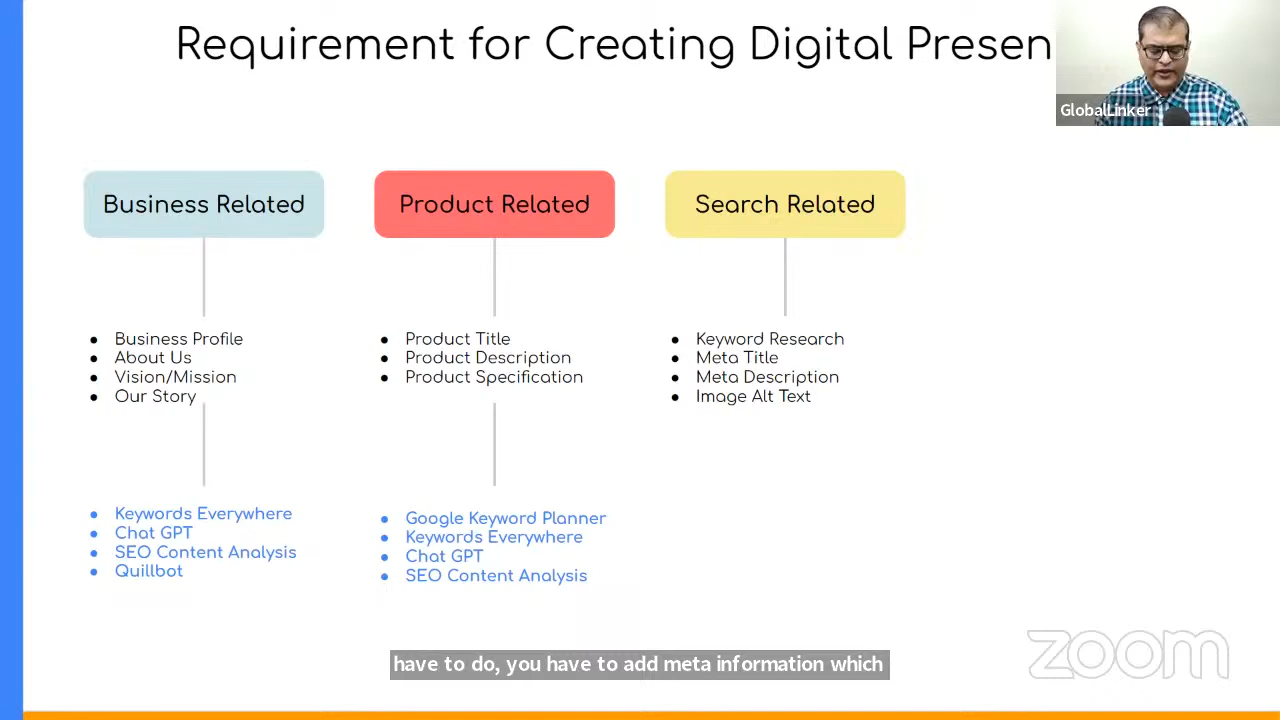 Requirement for Creating Digital Presen
GlobalLinker
Business Related
Product Related
Search Related
● Business Profile
● About Us
● Vision/Mission
● Our Story
● Product Title
● Product Description
● Product Specification
● Keyword Research
● Meta Title
● Meta Description
● Image Alt Text
● Keywords Everywhere
● Chat GPT
● SEO Content Analysis
● Quillbot
● Google Keyword Planner
● Keywords Everywhere
● Chat GPT
● SEO Content Analysis
have to do, you have to add meta information which
zoom